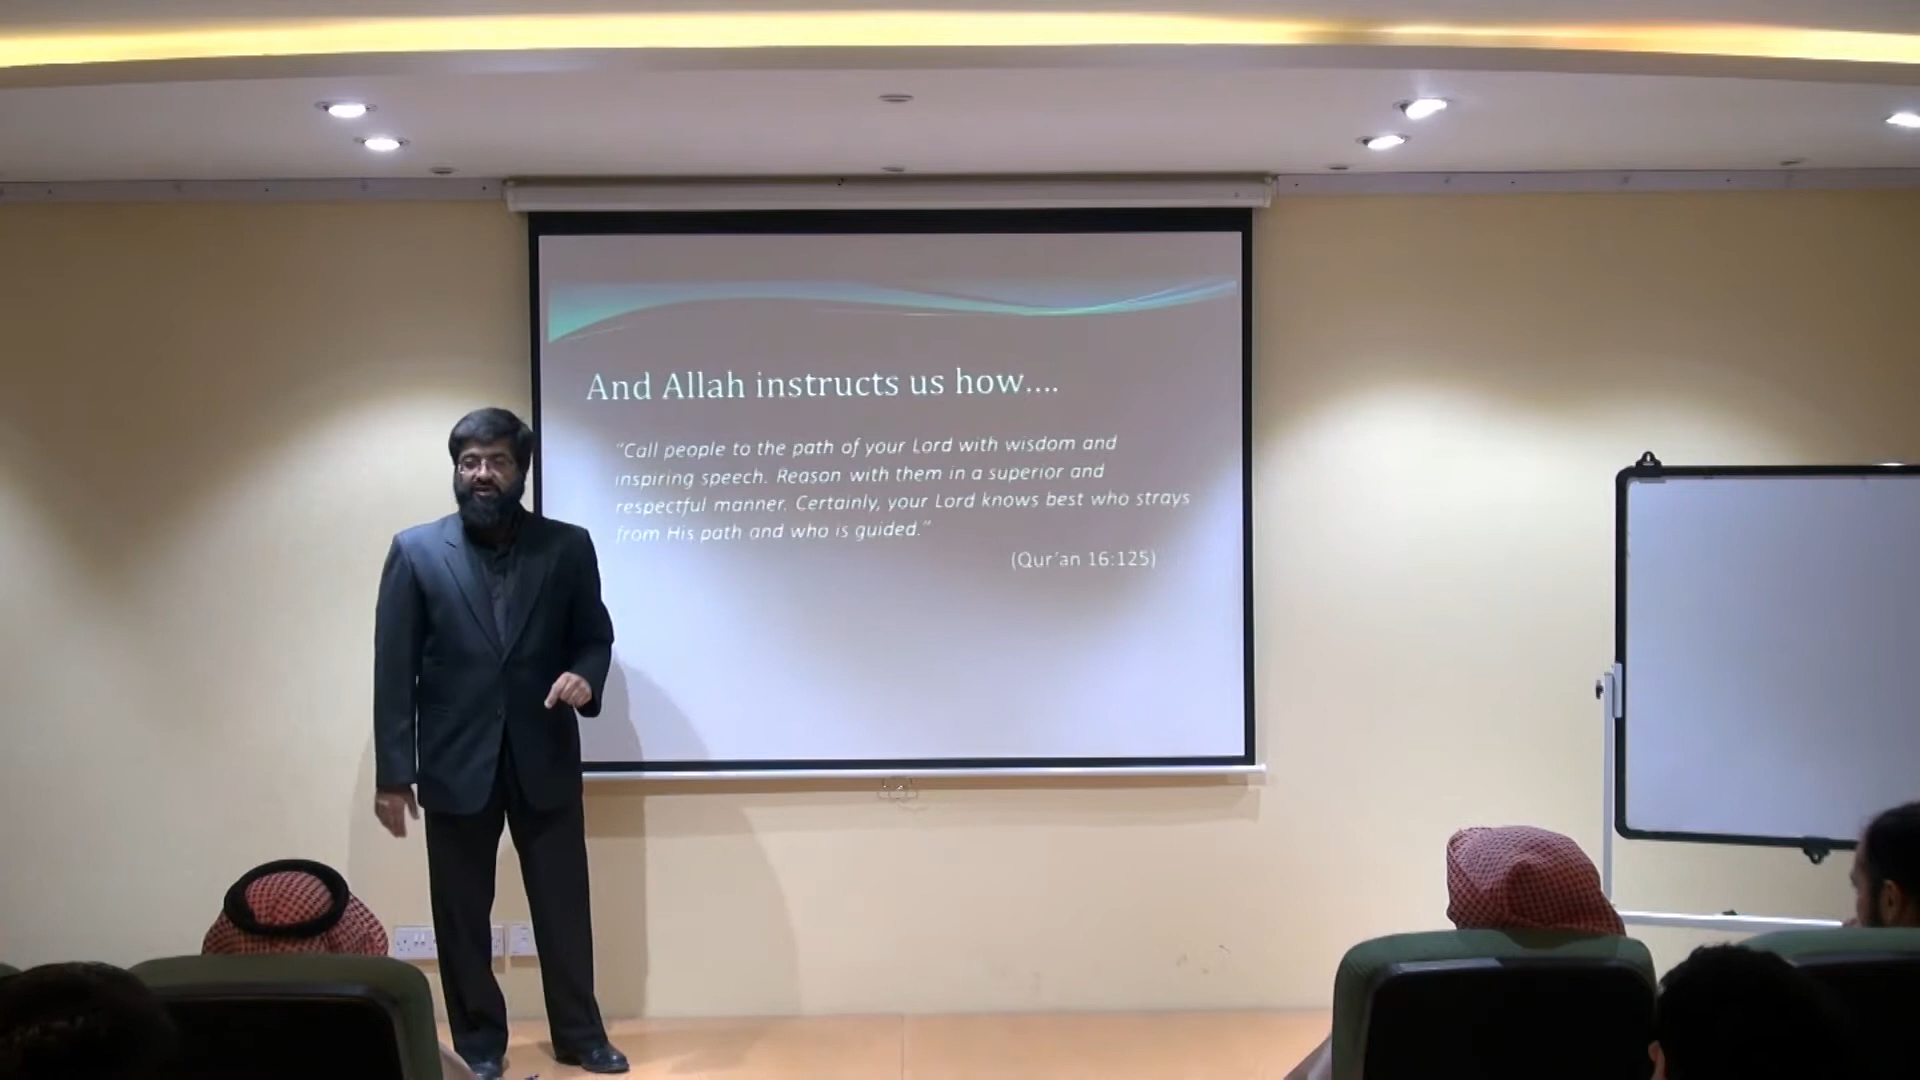 And Allah instructs us how....
“Call people to the path of your Lord with wisdom and
inspiring speech. Reason with them in a superior and
respectful manner. Certainly, your Lord knows best who strays
from His path and who is guided.”
(Qur’an 16:125)